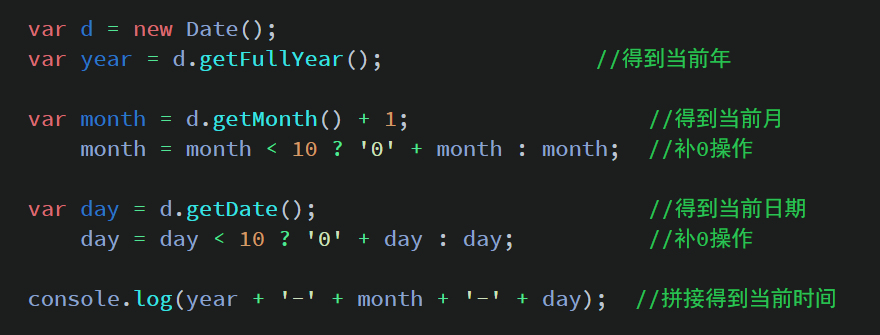 var d = new Date();
var year = d.getFullYear();                //得到当前年
var month = d.getMonth() + 1;                  //得到当前月
    month = month < 10 ? '0' + month : month;  //补0操作
var day = d.getDate();                         //得到当前日期
    day = day < 10 ? '0' + day : day;          //补0操作
console.log(year + '-' + month + '-' + day);  //拼接得到当前时间